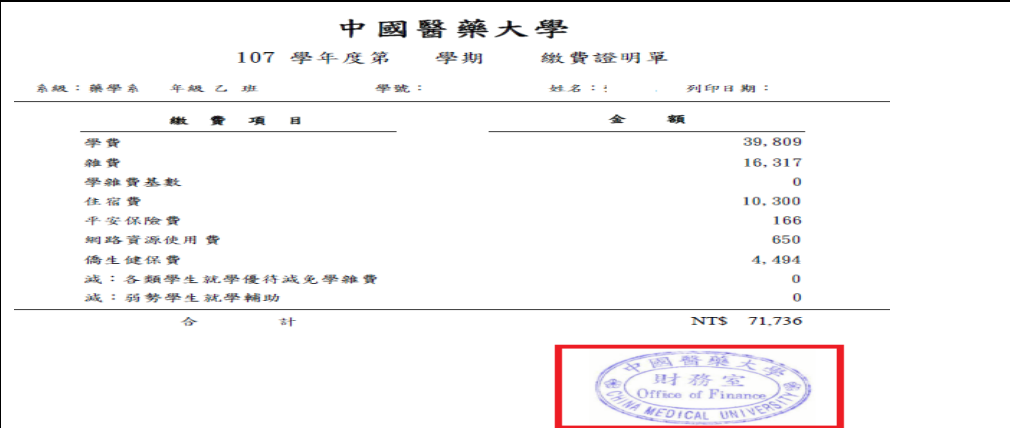 中國醫藥大學
107 學年度第 學期 繳費證明單
系級：藥學系 年級 乙 班 學號： 姓名： 列印日期：
繳 費 項 目 金 額
學費 39,809
雜費 16,317
學雜費基數 0
住宿費 10,300
平安保險費 166
網路資源使用費 650
僑生健保費 4,494
減：各類學生就學優待減免學雜費 0
減：弱勢學生就學輔助 0
合 計 NT$ 71,736
中國醫藥大學
財務室
Office of Finance
CHINA MEDICAL UNIVERSITY